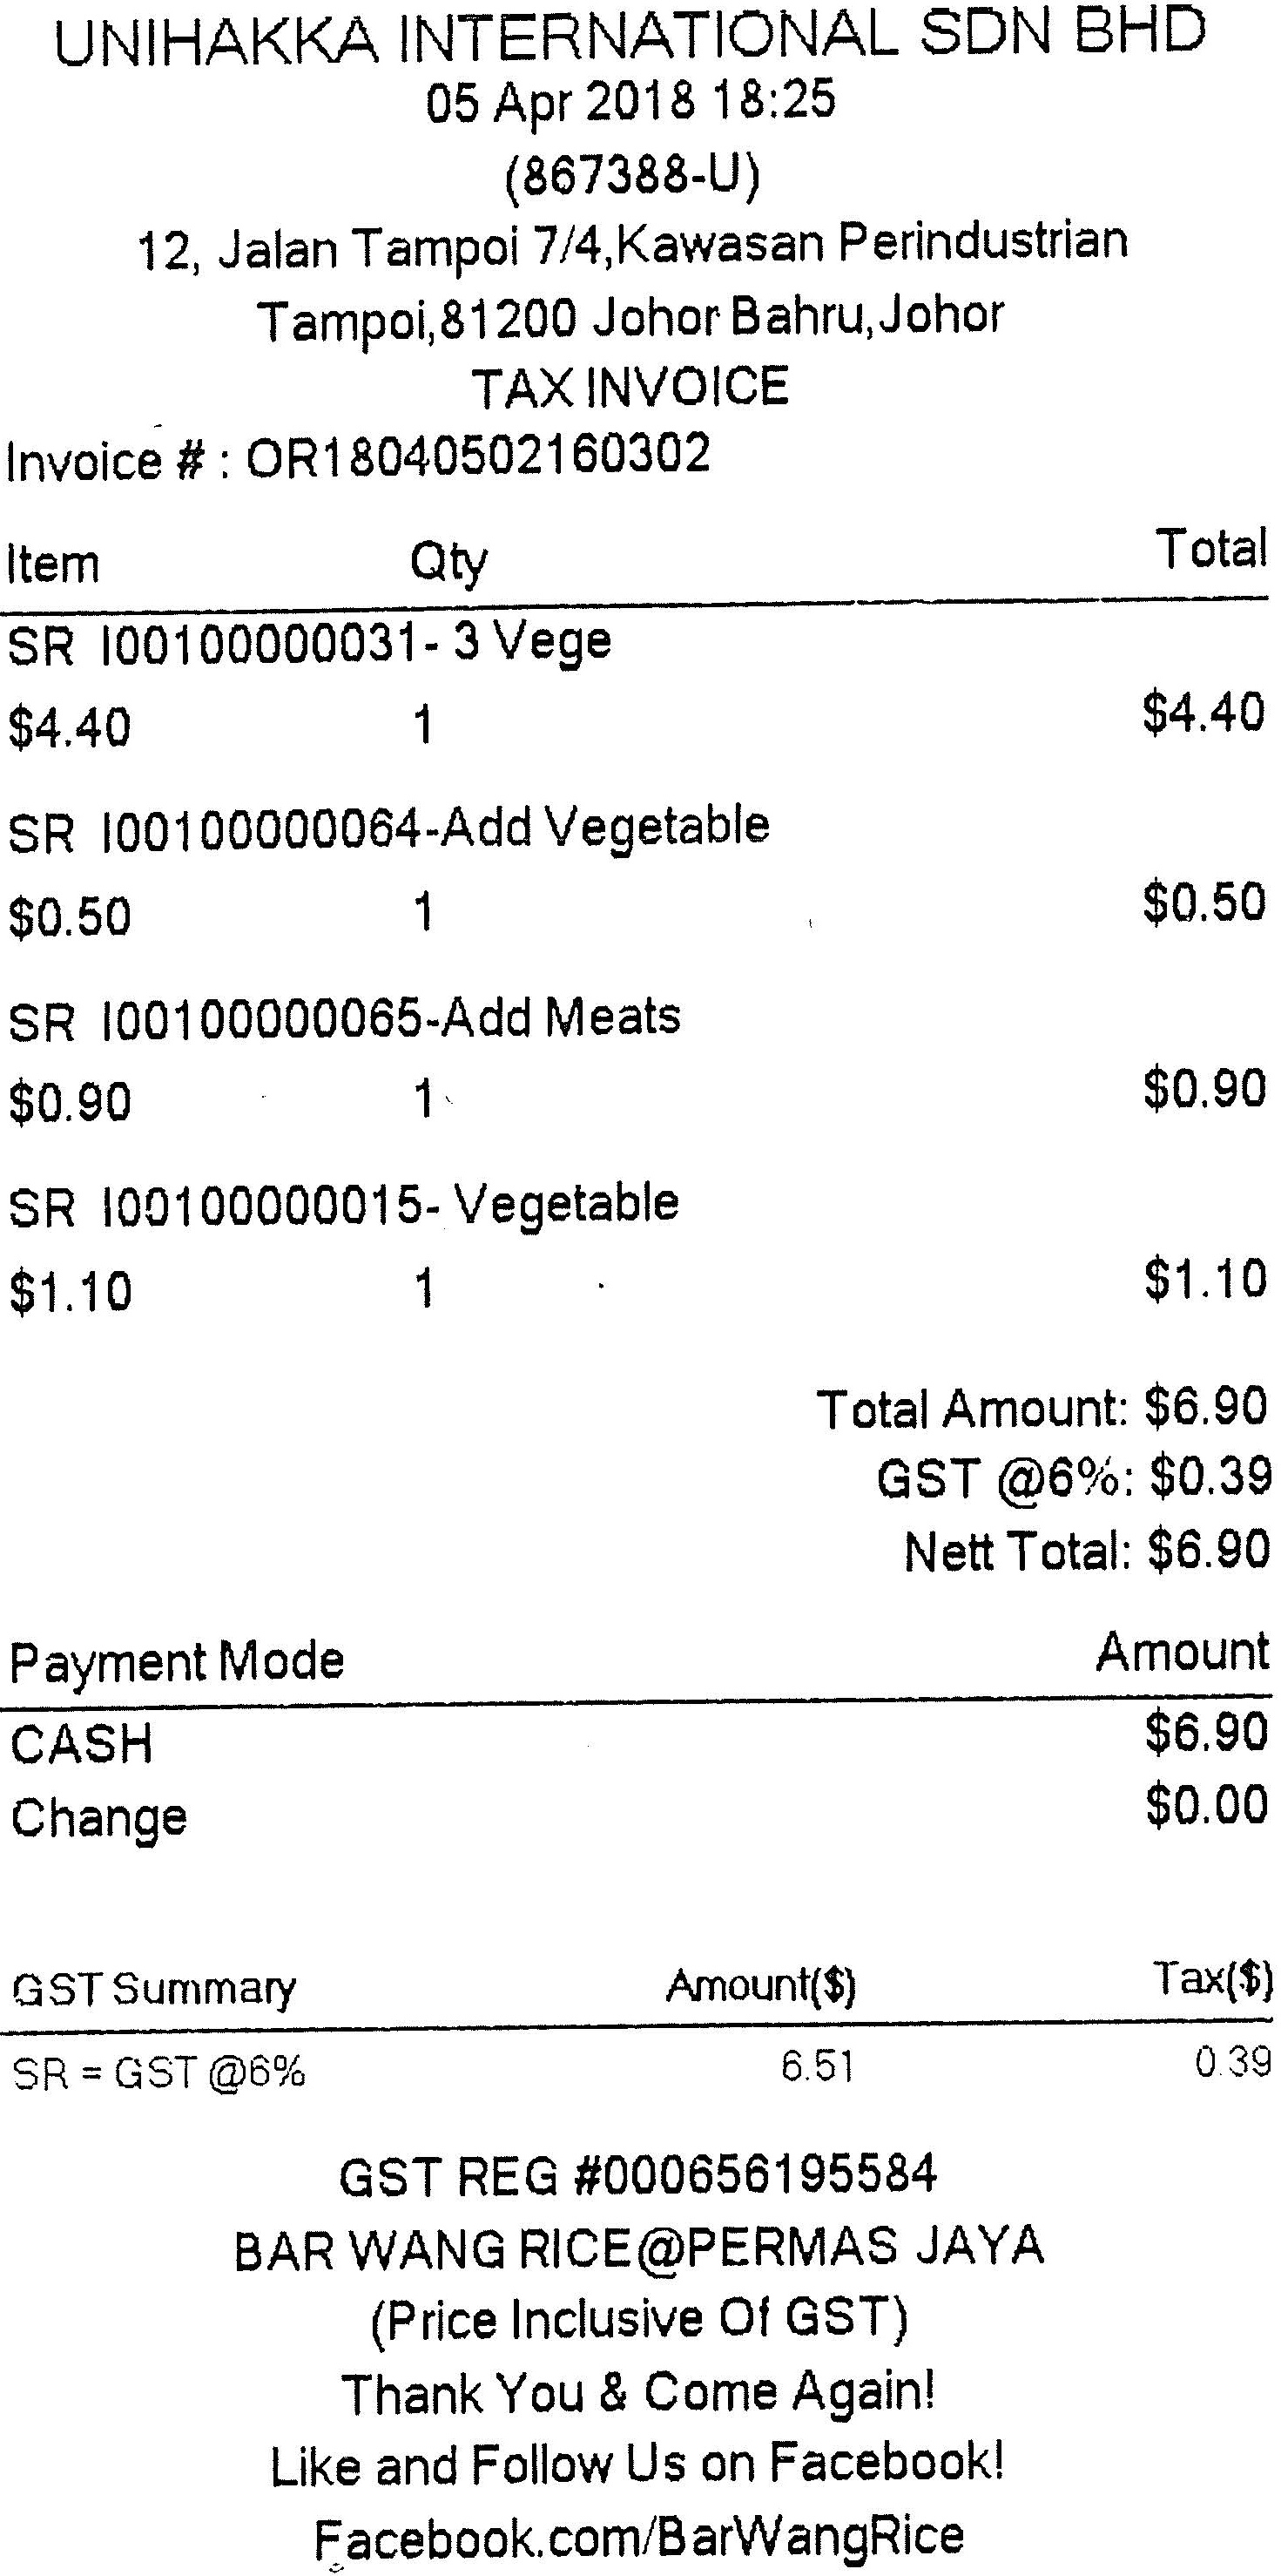 UNIHAKKA INTERNATIONAL SDN BHD
05 Apr 2018 18:25
(867388-U)
12, Jalan Tampoi 7/4,Kawasan Perindustrian
Tampoi,81200 Johor Bahru,Johor
TAX INVOICE
Invoice # : OR18040502160302
Item Qty Total
SR I00100000031- 3 Vege
$4.40 1 $4.40
SR I00100000064-Add Vegetable
$0.50 1 $0.50
SR I00100000065-Add Meats
$0.90 1 $0.90
SR I00100000015- Vegetable
$1.10 1 $1.10
Total Amount: $6.90
GST @6%: $0.39
Nett Total: $6.90
Payment Mode Amount
CASH $6.90
Change $0.00
GST Summary Amount($) Tax($)
SR = GST @6% 6.51 0.39
GST REG #000656195584
BAR WANG RICE@PERMAS JAYA
(Price Inclusive Of GST)
Thank You & Come Again!
Like and Follow Us on Facebook!
Facebook.com/BarWangRice